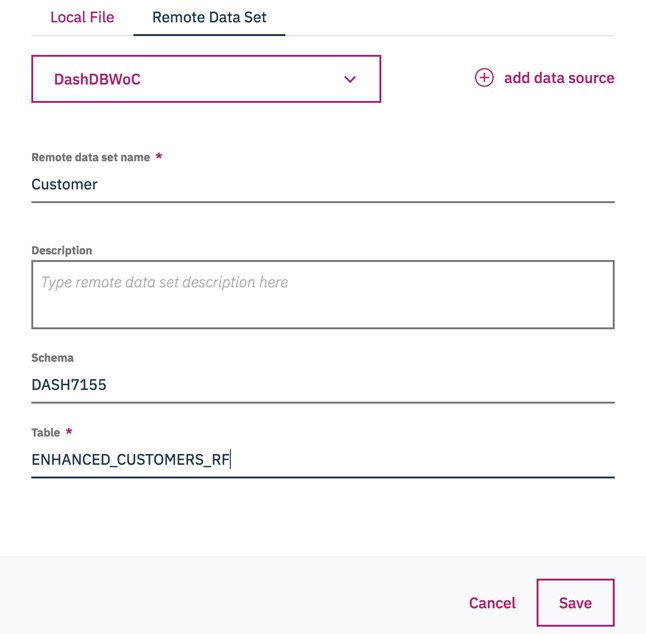 Local File Remote Data Set
DashDBWoC add data source
Remote data set name *
Customer
Description
Type remote data set description here
Schema
DASH7155
Table *
ENHANCED_CUSTOMERS_RF
Cancel Save